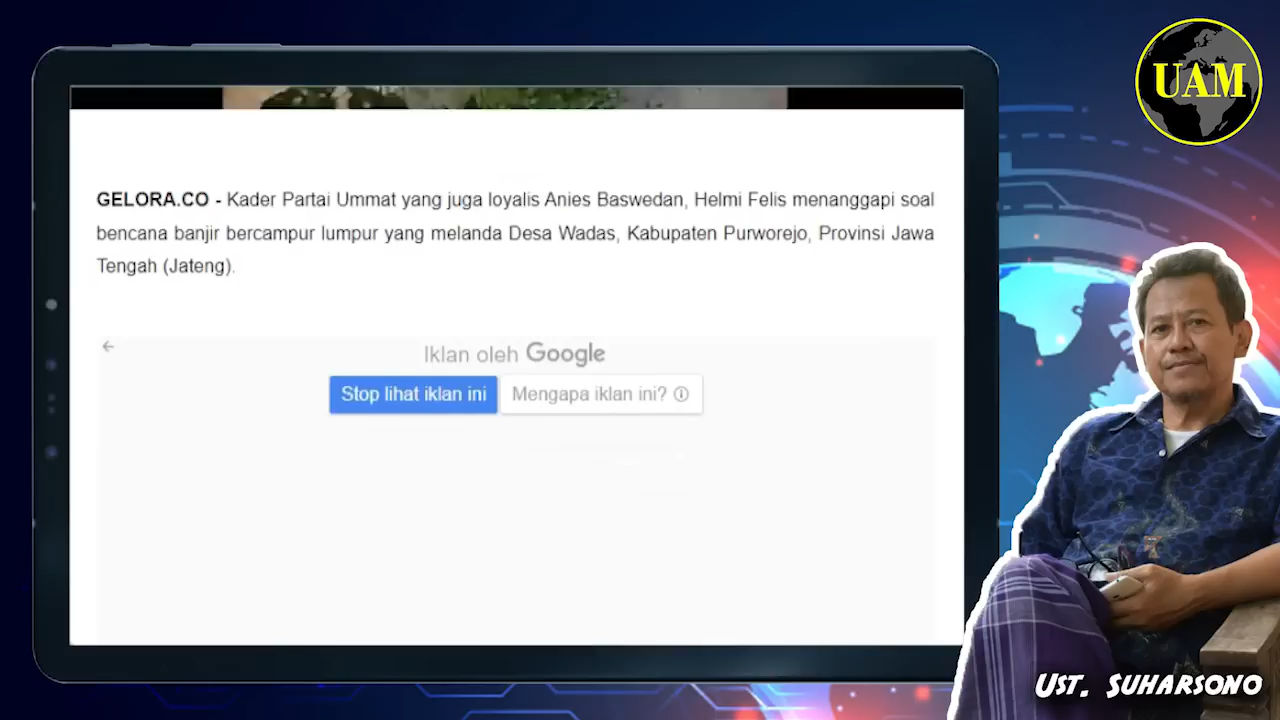 UAM
GELORA.CO - Kader Partai Ummat yang juga loyalis Anies Baswedan, Helmi Felis menanggapi soal
bencana banjir bercampur lumpur yang melanda Desa Wadas, Kabupaten Purworejo, Provinsi Jawa
Tengah (Jateng).
Iklan oleh Google
Stop lihat iklan ini
Mengapa iklan ini?
Ust. Suharsono